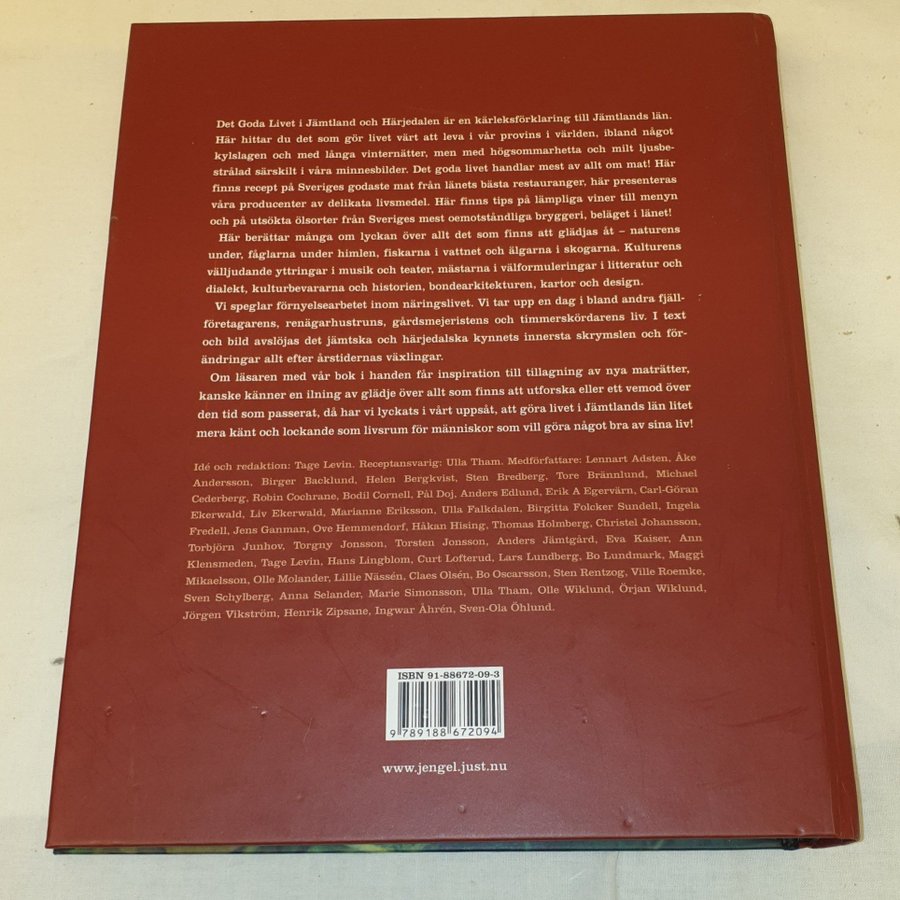 Det Goda Livet i Jämtland och Härjedalen är en kärleksförklaring till Jämtlands län.
Här hittar du det som gör livet värt att leva i vår provins i världen, ibland något
kylslagen och med långa vinternätter, men med högsommarhetta och milt ljusbe-
strålad särskilt i våra minnesbilder. Det goda livet handlar mest av allt om mat! Här
finns recept på Sveriges godaste mat från länets bästa restauranger, här presenteras
våra producenter av delikata livsmedel. Här finns tips på lämpliga viner till menyn
och på utsökta ölsorter från Sveriges mest oemotståndliga bryggeri, beläget i länet!
Här berättar många om lyckan över allt det som finns att glädjas åt – naturens
under, fåglarna under himlen, fiskarna i vattnet och älgarna i skogarna. Kulturens
välljudande yttringar i musik och teater, mästarna i välformuleringar i litteratur och
dialekt, kulturbevararna och historien, bondearkitekturen, kartor och design.
Vi speglar förnyelsearbetet inom näringslivet. Vi tar upp en dag i bland andra fjäll-
företagarens, renägarhustruns, gårdsmejeristens och timmerskördarens liv. I text
och bild avslöjas det jämtska och härjedalska kynnets innersta skrymslen och för-
ändringar allt efter årstidernas växlingar.
Om läsaren med vår bok i handen får inspiration till tillagning av nya maträtter,
kanske känner en ilning av glädje över allt som finns att utforska eller ett vemod över
den tid som passerat, då har vi lyckats i vårt uppsåt, att göra livet i Jämtlands län litet
mera känt och lockande som livsrum för människor som vill göra något bra av sina liv!
Idé och redaktion: Tage Levin. Receptansvarig: Ulla Tham. Medförfattare: Lennart Adsten, Åke
Andersson, Birger Backlund, Helen Bergkvist, Sten Bredberg, Tore Brännlund, Michael
Cederberg, Robin Cochrane, Bodil Cornell, Pål Doj. Anders Edlund, Erik A Egervärn, Carl-Göran
Ekerwald, Liv Ekerwald, Marianne Eriksson, Ulla Falkdalen, Birgitta Folcker Sundell, Ingela
Fredell, Jens Ganman, Ove Hemmendorf, Håkan Hising, Thomas Holmberg, Christel Johansson,
Torbjörn Junhov, Torgny Jonsson, Torsten Jonsson, Anders Jämtgård, Eva Kaiser, Ann
Klensmeden, Tage Levin, Hans Lingblom, Curt Lofterud, Lars Lundberg, Bo Lundmark, Maggi
Mikaelsson, Olle Molander, Lillie Nässén, Claes Olsén, Bo Oscarsson, Sten Rentzog, Ville Roemke,
Sven Schylberg, Anna Selander, Marie Simonsson, Ulla Tham, Olle Wiklund, Örjan Wiklund,
Jörgen Vikström, Henrik Zipsane, Ingwar Åhrén, Sven-Ola Öhlund.
ISBN 91-88672-09-3
9 789188 672094
www.jengel.just.nu